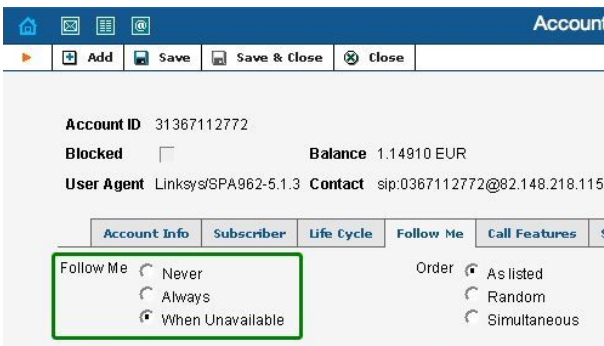 Account
Add Save Save & Close Close
Account ID 31367112772
Blocked Balance 1.14910 EUR
User Agent Linksys/SPA962-5.1.3 Contact sip:0367112772@82.148.218.115
Account Info Subscriber Life Cycle Follow Me Call Features S
Follow Me Never Order As listed
Always Random
When Unavailable Simultaneous